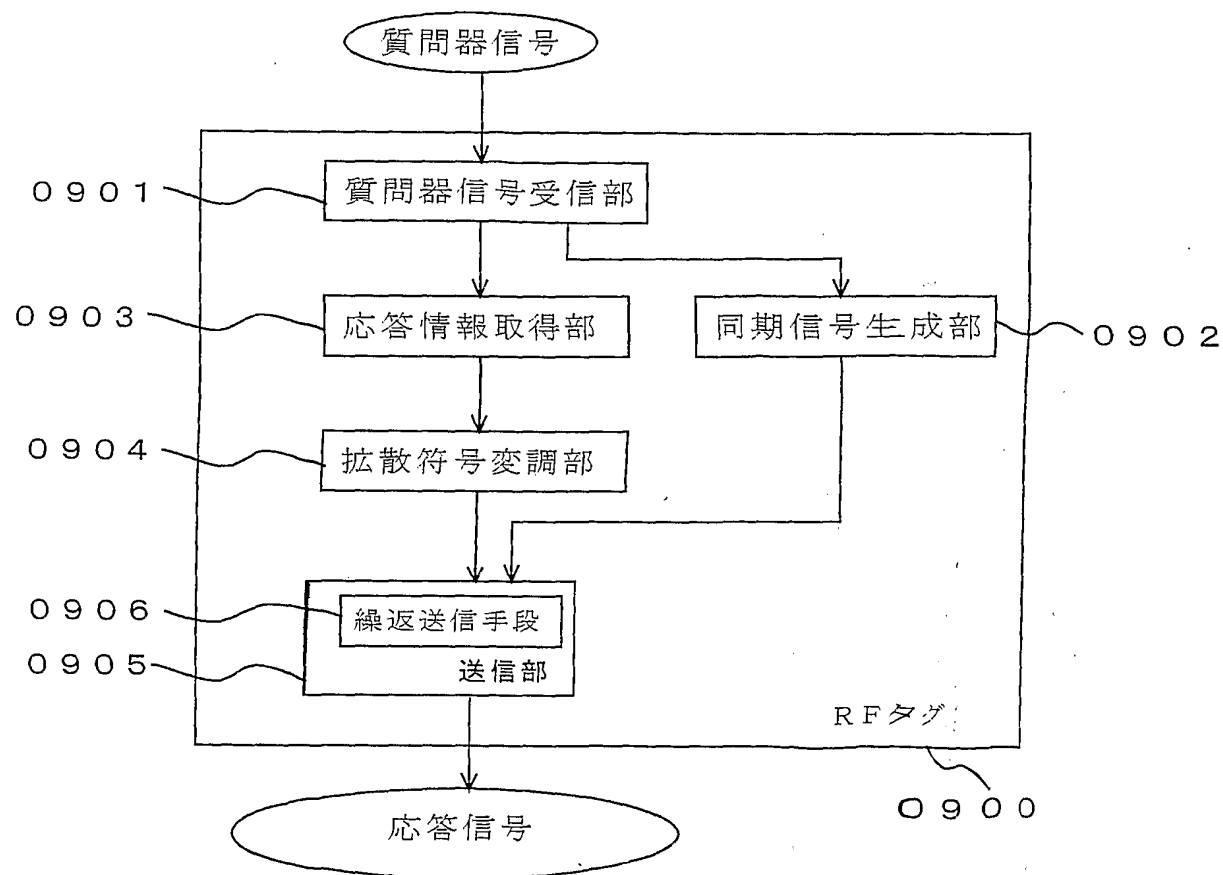 質問器信号
質問器信号受信部
０９０１
応答情報取得部
０９０３
同期信号生成部
０９０２
拡散符号変調部
０９０４
繰返送信手段
０９０６
送信部
０９０５
ＲＦタグ
０９００
応答信号